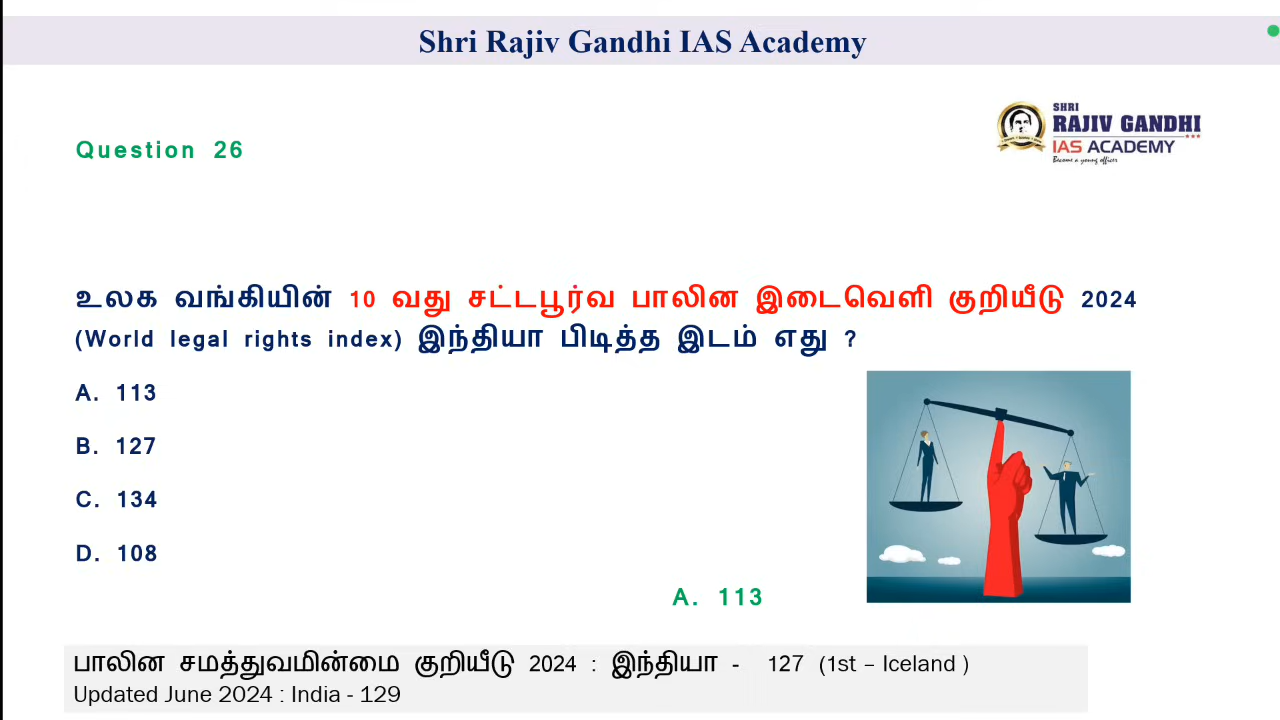 Shri Rajiv Gandhi IAS Academy
SHRI
RAJIV GANDHI
IAS ACADEMY
Become a young officer
Question 26
உலக வங்கியின் 10 வது சட்டபூர்வ பாலின இடைவெளி குறியீடு 2024
(World legal rights index) இந்தியா பிடித்த இடம் எது ?
A. 113
B. 127
C. 134
D. 108
A. 113
பாலின சமத்துவமின்மை குறியீடு 2024 : இந்தியா - 127 (1st – Iceland )
Updated June 2024 : India - 129